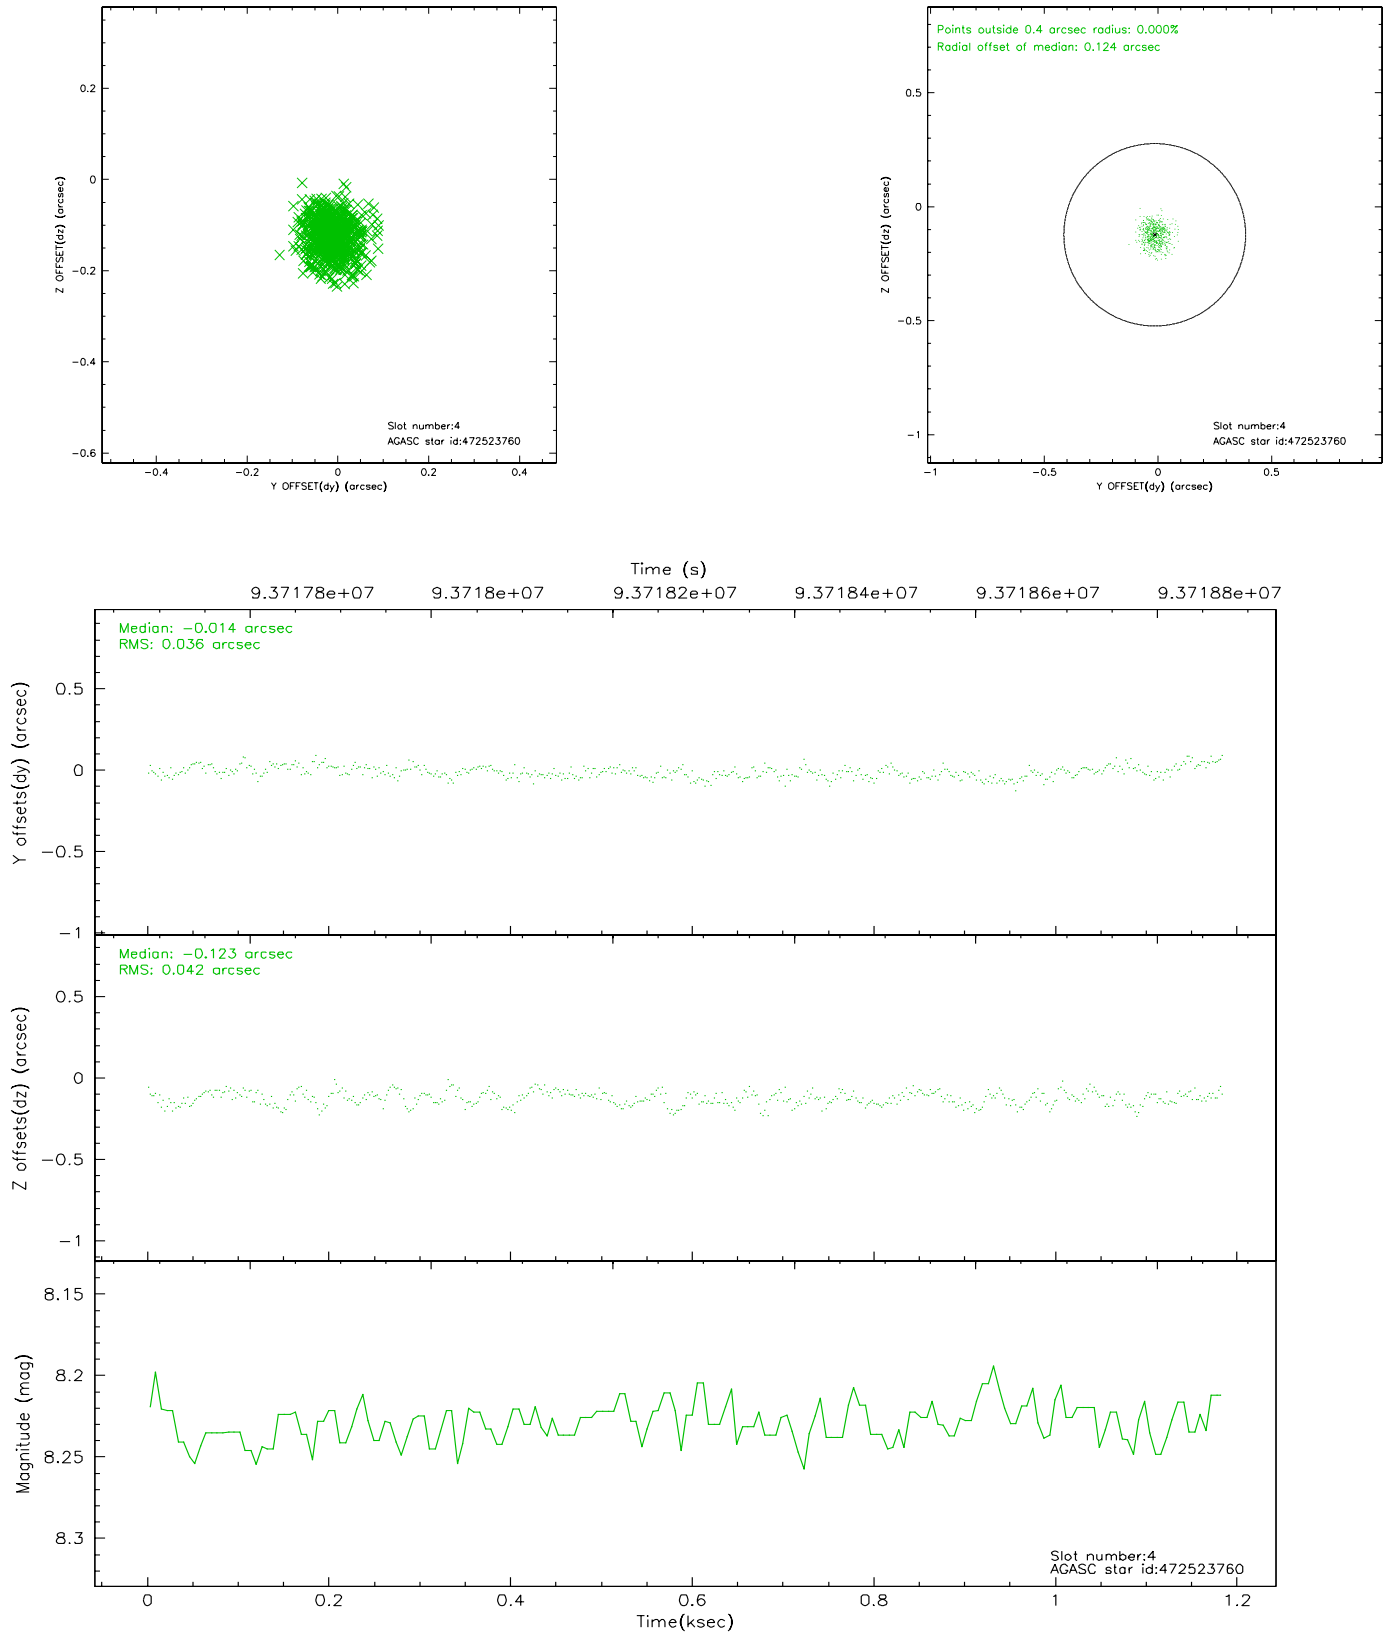 0.2
0
−0.2
−0.4
−0.6
Z OFFSET(dz) (arcsec)
−0.4 −0.2 0 0.2 0.4
Y OFFSET(dy) (arcsec)
Slot number:4
AGASC star id:472523760
Points outside 0.4 arcsec radius: 0.000%
Radial offset of median: 0.124 arcsec
0.5
0
−0.5
−1
Z OFFSET(dz) (arcsec)
−1 −0.5 0 0.5
Y OFFSET(dy) (arcsec)
Slot number:4
AGASC star id:472523760
Time (s)
9.37178e+07 9.3718e+07 9.37182e+07 9.37184e+07 9.37186e+07 9.37188e+07
Median: −0.014 arcsec
RMS: 0.036 arcsec
0.5
0
−0.5
−1
Y offsets(dy) (arcsec)
Median: −0.123 arcsec
RMS: 0.042 arcsec
0.5
0
−0.5
−1
Z offsets(dz) (arcsec)
8.15
8.2
8.25
8.3
Magnitude (mag)
Slot number:4
AGASC star id:472523760
0 0.2 0.4 0.6 0.8 1 1.2
Time(ksec)